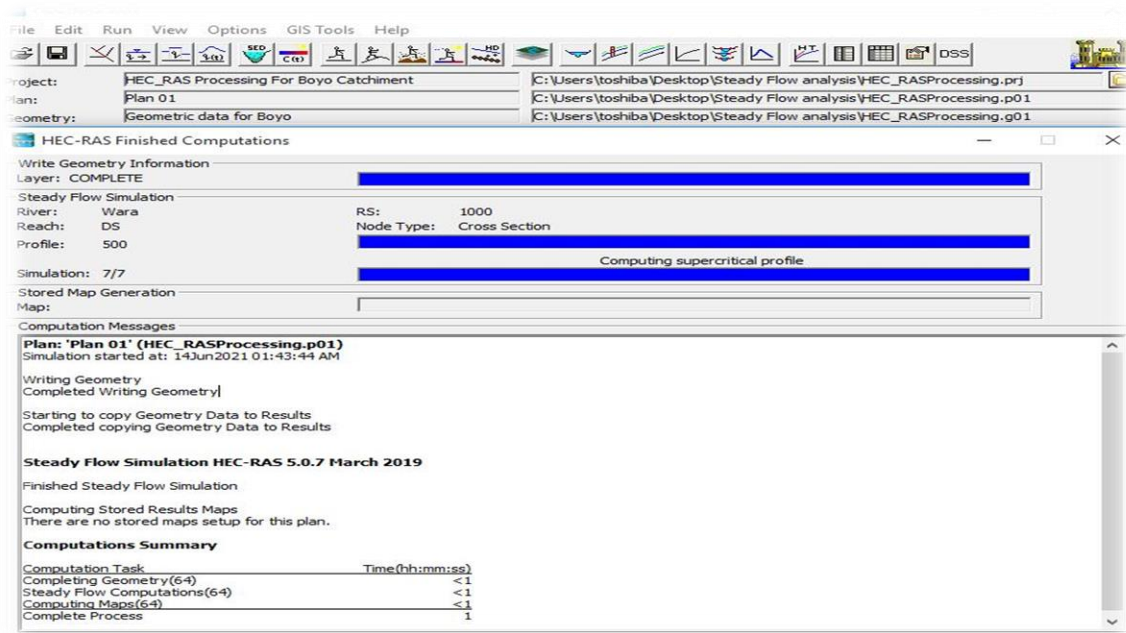 File Edit Run View Options GIS Tools Help
SED HD HT DSS
Project: HEC_RAS Processing For Boyo Catchiment C:\Users\toshiba\Desktop\Steady Flow analysis\HEC_RASProcessing.prj
Plan: Plan 01 C:\Users\toshiba\Desktop\Steady Flow analysis\HEC_RASProcessing.p01
Geometry: Geometric data for Boyo C:\Users\toshiba\Desktop\Steady Flow analysis\HEC_RASProcessing.g01
HEC-RAS Finished Computations
Write Geometry Information
Layer: COMPLETE
Steady Flow Simulation
River: Wara RS: 1000
Reach: DS Node Type: Cross Section
Profile: 500
Computing supercritical profile
Simulation: 7/7
Stored Map Generation
Map:
Computation Messages
Plan: 'Plan 01' (HEC_RASProcessing.p01)
Simulation started at: 14Jun2021 01:43:44 AM
Writing Geometry
Completed Writing Geometry
Starting to copy Geometry Data to Results
Completed copying Geometry Data to Results
Steady Flow Simulation HEC-RAS 5.0.7 March 2019
Finished Steady Flow Simulation
Computing Stored Results Maps
There are no stored maps setup for this plan.
Computations Summary
Computation Task Time(hh:mm:ss)
Completing Geometry(64) <1
Steady Flow Computations(64) <1
Computing Maps(64) <1
Complete Process 1